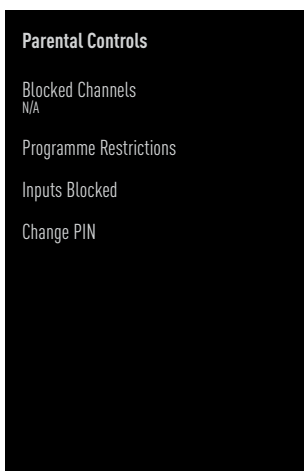 Parental Controls
Blocked Channels
N/A
Programme Restrictions
Inputs Blocked
Change PIN